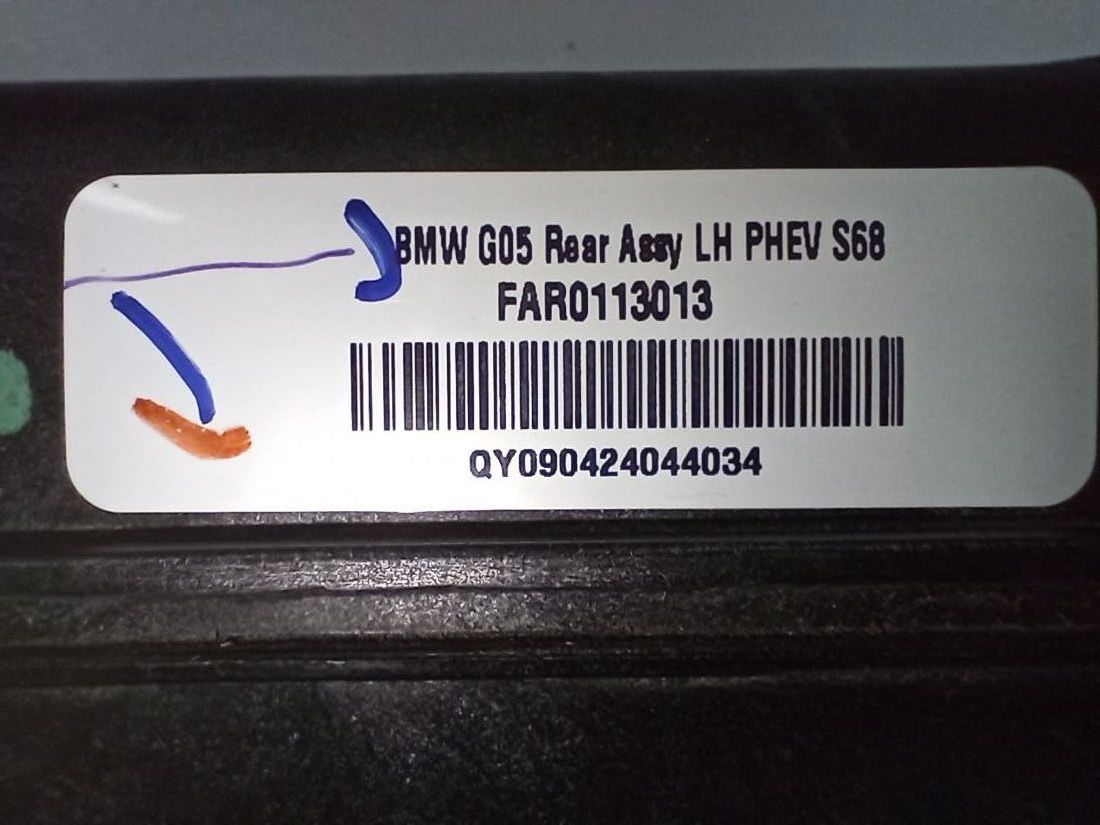 BMW G05 Rear Assy LH PHEV S68
FAR0113013
QY090424044034